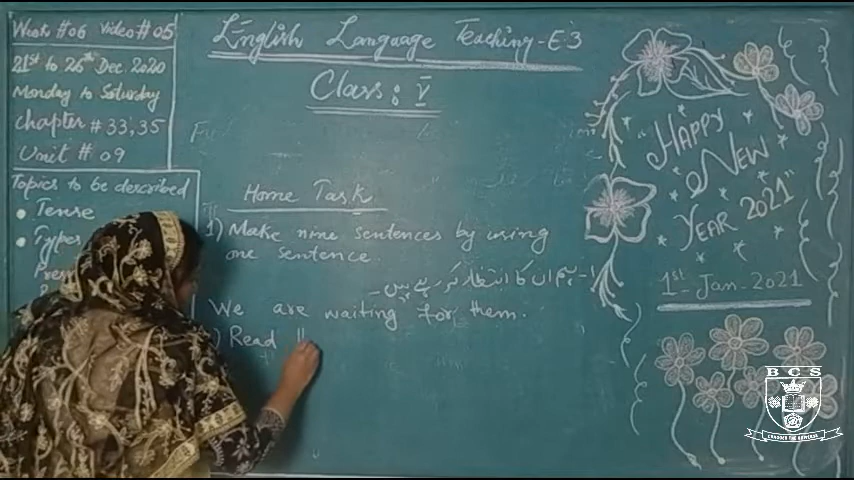 Week #06 Video #05
21st to 26th Dec. 2020
Monday to Saturday
Chapter # 33,35
Unit # 09
Topics to be described
• Tense
• Types
Pres
English Language Teaching-E3
Class: V
Home Task
1) Make nine sentences by using
one sentence.
۱- ہم ان کا انتظار کر رہے ہیں۔
We are waiting for them.
) Read
"HAPPY
NEW
YEAR 2021"
1st-Jan-2021
BCS